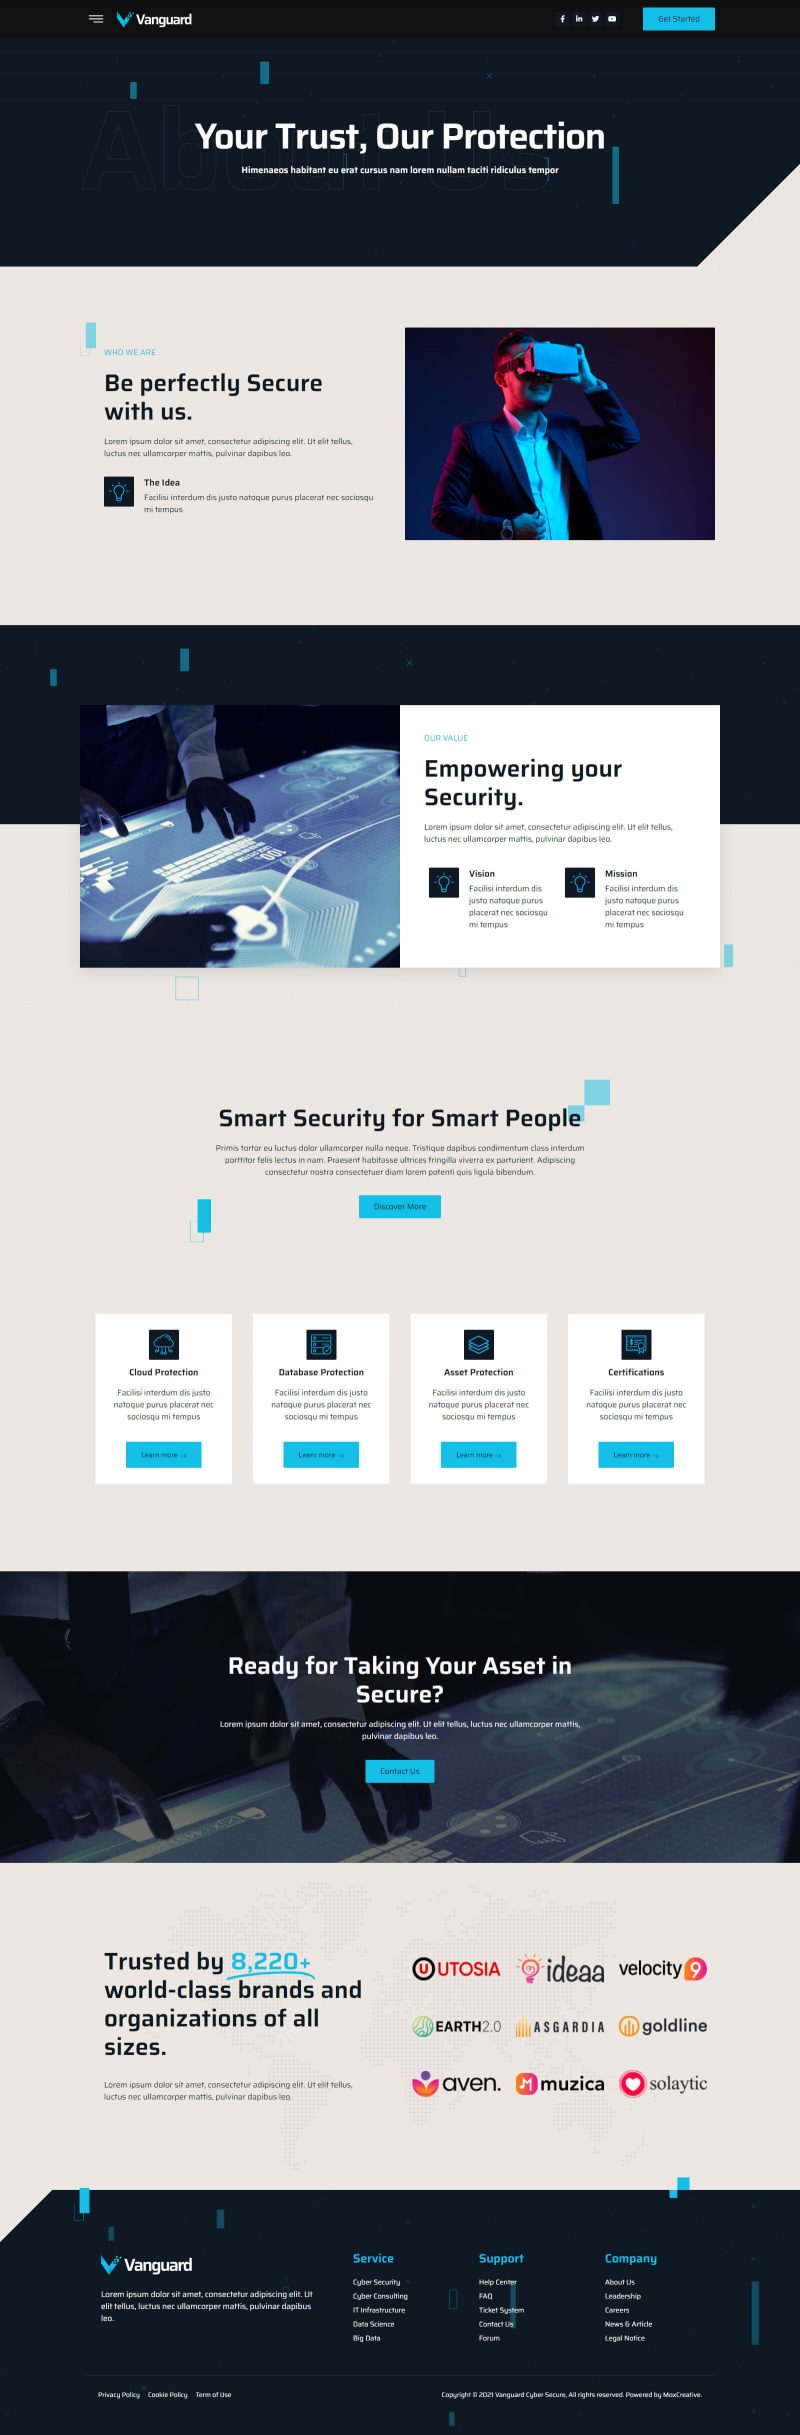 Vanguard
Get Started
About Us
Your Trust, Our Protection
Himenaeos habitant eu erat cursus nam lorem nullam taciti ridiculus tempor
WHO WE ARE
Be perfectly Secure
with us.
Lorem ipsum dolor sit amet, consectetur adipiscing elit. Ut elit tellus,
luctus nec ullamcorper mattis, pulvinar dapibus leo.
The Idea
Facilisi interdum dis justo natoque purus placerat nec sociosqu
mi tempus
OUR VALUE
Empowering your
Security.
Lorem ipsum dolor sit amet, consectetur adipiscing elit. Ut elit tellus,
luctus nec ullamcorper mattis, pulvinar dapibus leo.
Vision
Facilisi interdum dis
justo natoque purus
placerat nec sociosqu
mi tempus
Mission
Facilisi interdum dis
justo natoque purus
placerat nec sociosqu
mi tempus
Smart Security for Smart People
Primis tortor eu luctus dolor ullamcorper nulla neque. Tristique dapibus condimentum class interdum
porttitor felis lectus in nam. Praesent habitasse ultrices fringilla viverra ex parturient. Adipiscing
consectetur nostra consectetuer diam lorem potenti quis ligula bibendum.
Discover More
Cloud Protection
Facilisi interdum dis justo
natoque purus placerat nec
sociosqu mi tempus
Learn more →
Database Protection
Facilisi interdum dis justo
natoque purus placerat nec
sociosqu mi tempus
Learn more →
Asset Protection
Facilisi interdum dis justo
natoque purus placerat nec
sociosqu mi tempus
Learn more →
Certifications
Facilisi interdum dis justo
natoque purus placerat nec
sociosqu mi tempus
Learn more →
Ready for Taking Your Asset in
Secure?
Lorem ipsum dolor sit amet, consectetur adipiscing elit. Ut elit tellus, luctus nec ullamcorper mattis,
pulvinar dapibus leo.
Contact Us
Trusted by 8,220+
world-class brands and
organizations of all
sizes.
Lorem ipsum dolor sit amet, consectetur adipiscing elit. Ut elit tellus,
luctus nec ullamcorper mattis, pulvinar dapibus leo.
UTOSIA
ideaa
velocity 9
EARTH2.0
ASGARDIA
goldline
aven.
muzica
solaytic
Vanguard
Lorem ipsum dolor sit amet, consectetur adipiscing elit. Ut
elit tellus, luctus nec ullamcorper mattis, pulvinar dapibus
leo.
Service
Cyber Security
Cyber Consulting
IT Infrastructure
Data Science
Big Data
Support
Help Center
FAQ
Ticket System
Contact Us
Forum
Company
About Us
Leadership
Careers
News & Article
Legal Notice
Privacy Policy
Cookie Policy
Term of Use
Copyright © 2021 Vanguard Cyber Secure, All rights reserved. Powered by MoxCreative.